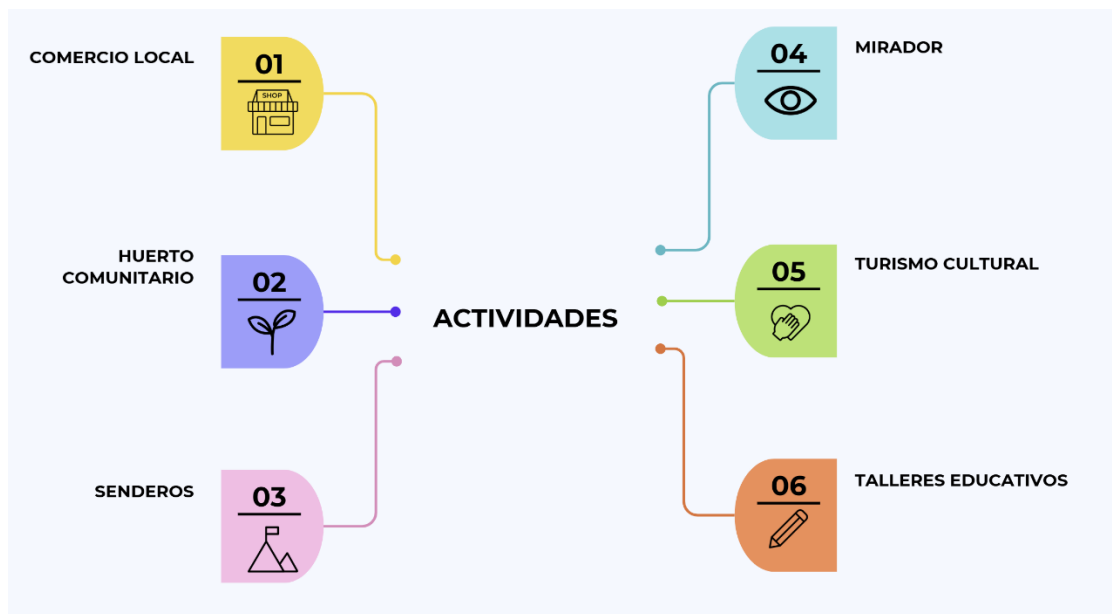 COMERCIO LOCAL
01
SHOP
HUERTO
COMUNITARIO
02
SENDEROS
03
ACTIVIDADES
04
MIRADOR
05
TURISMO CULTURAL
06
TALLERES EDUCATIVOS